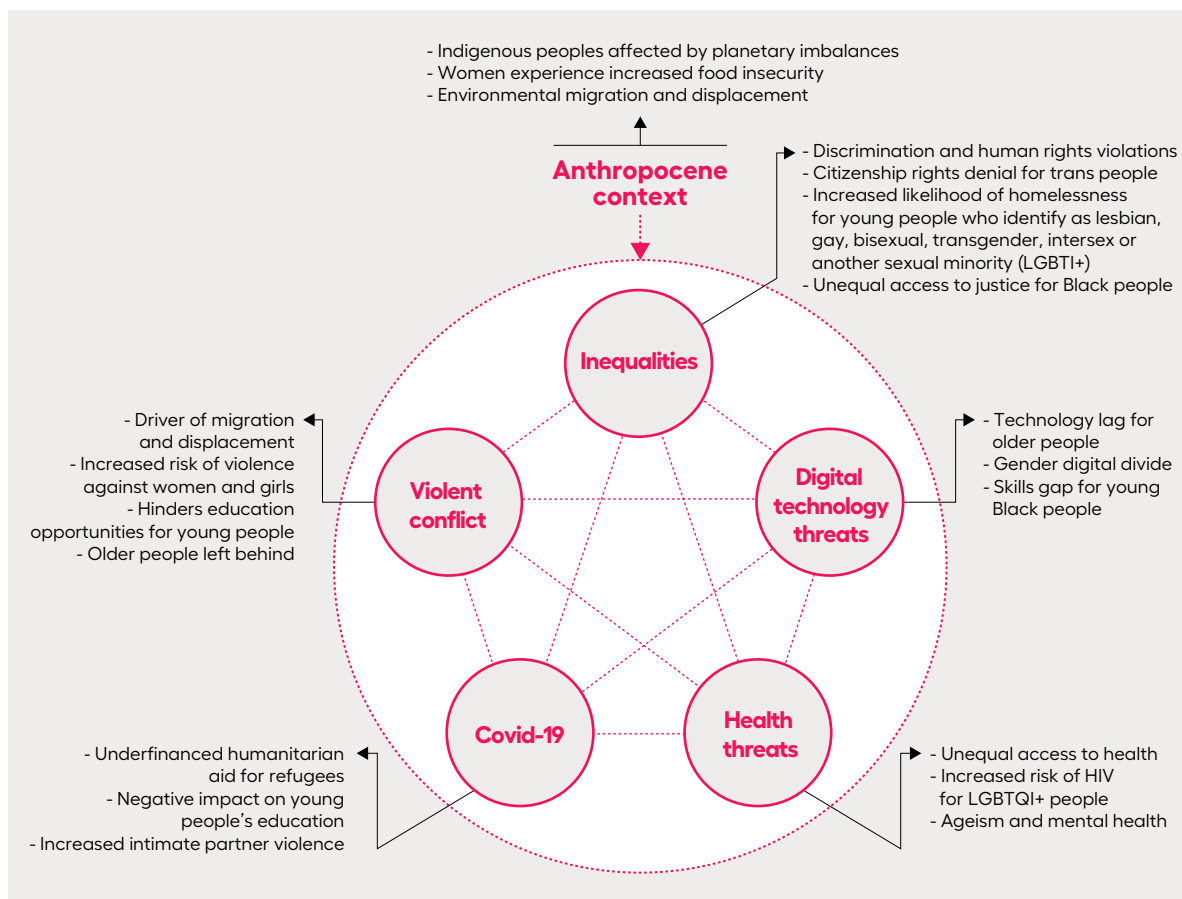 - Indigenous peoples affected by planetary imbalances
- Women experience increased food insecurity
- Environmental migration and displacement
Anthropocene
context
- Discrimination and human rights violations
- Citizenship rights denial for trans people
- Increased likelihood of homelessness
for young people who identify as lesbian,
gay, bisexual, transgender, intersex or
another sexual minority (LGBTI+)
- Unequal access to justice for Black people
Inequalities
- Driver of migration
and displacement
- Increased risk of violence
against women and girls
- Hinders education
opportunities for young people
- Older people left behind
Violent
conflict
Digital
technology
threats
- Technology lag for
older people
- Gender digital divide
- Skills gap for young
Black people
Covid-19
Health
threats
- Underfinanced humanitarian
aid for refugees
- Negative impact on young
people’s education
- Increased intimate partner violence
- Unequal access to health
- Increased risk of HIV
for LGBTQI+ people
- Ageism and mental health